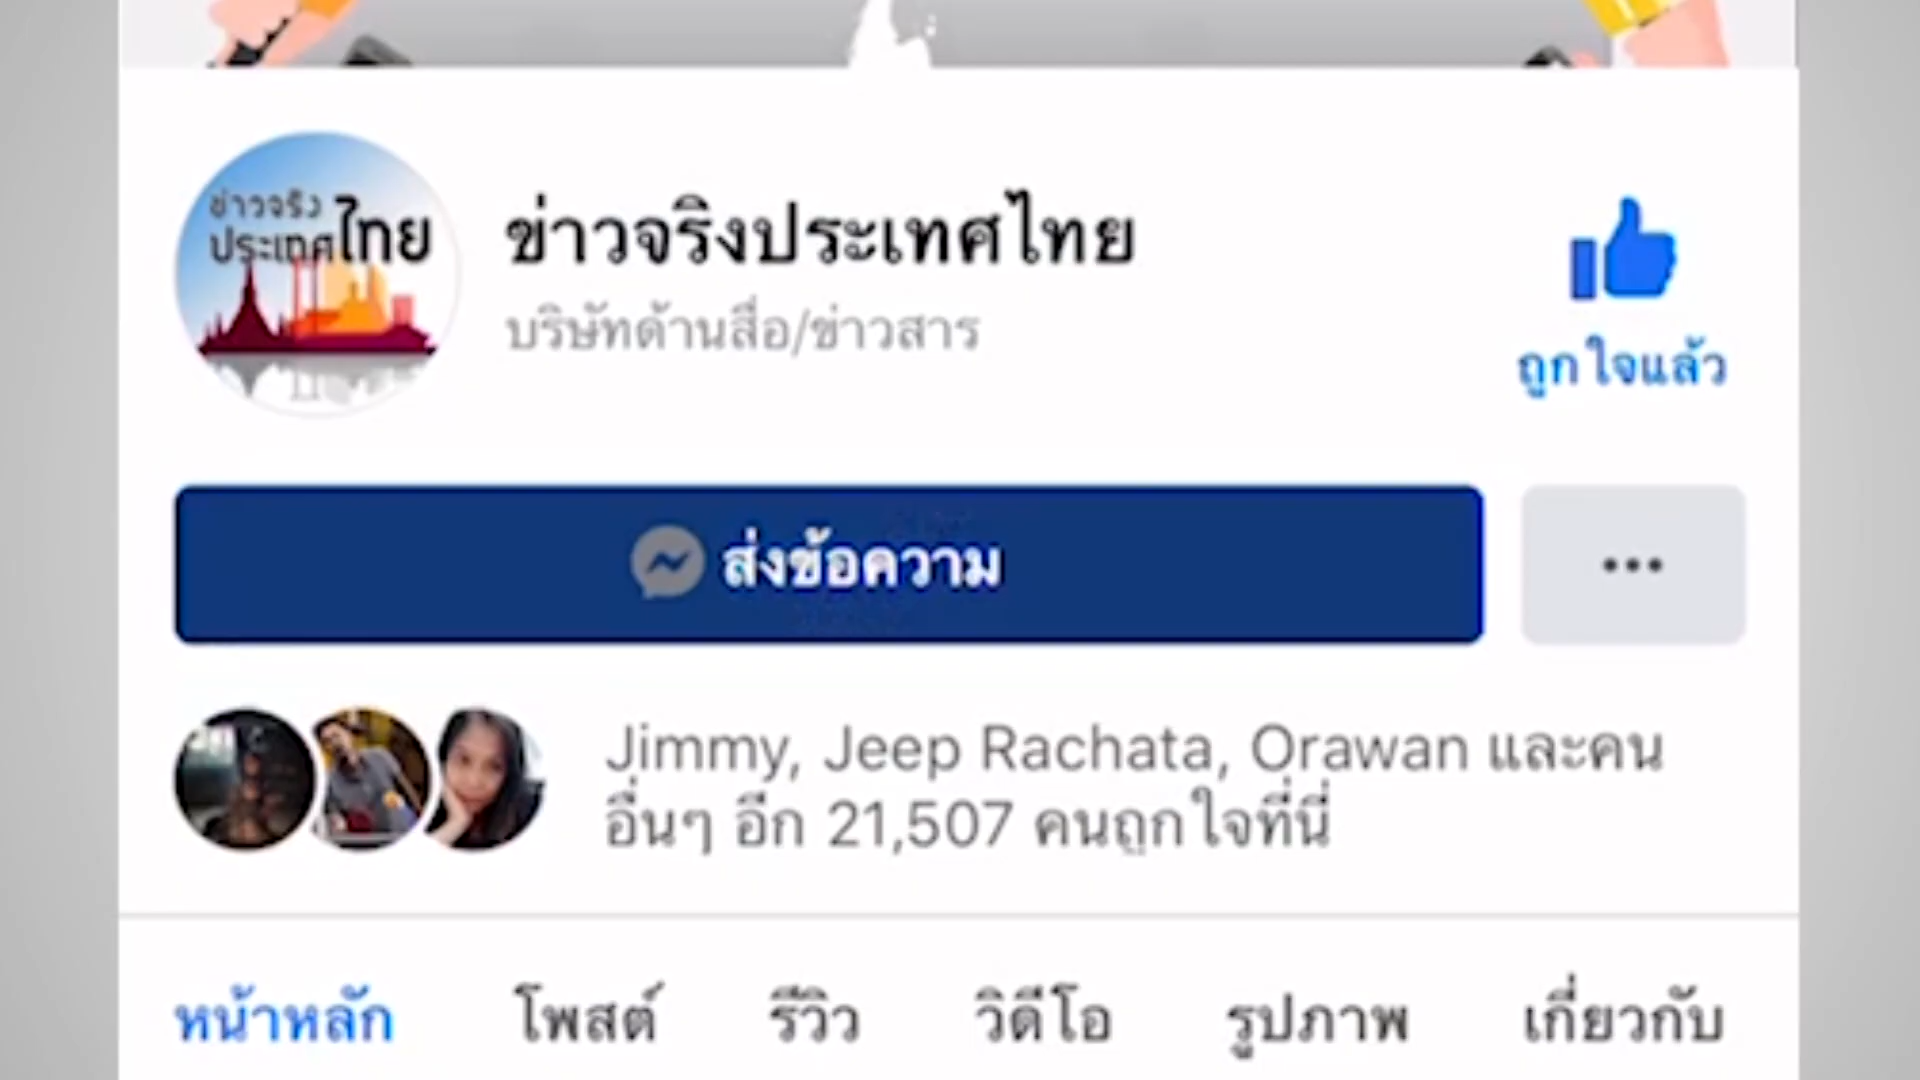 ข่าวจริง
ประเทศไทย
ข่าวจริงประเทศไทย
บริษัทด้านสื่อ/ข่าวสาร
ถูกใจแล้ว
ส่งข้อความ
Jimmy, Jeep Rachata, Orawan และคน
อื่นๆ อีก 21,507 คนถูกใจที่นี่
หน้าหลัก โพสต์ รีวิว วิดีโอ รูปภาพ เกี่ยวกับ